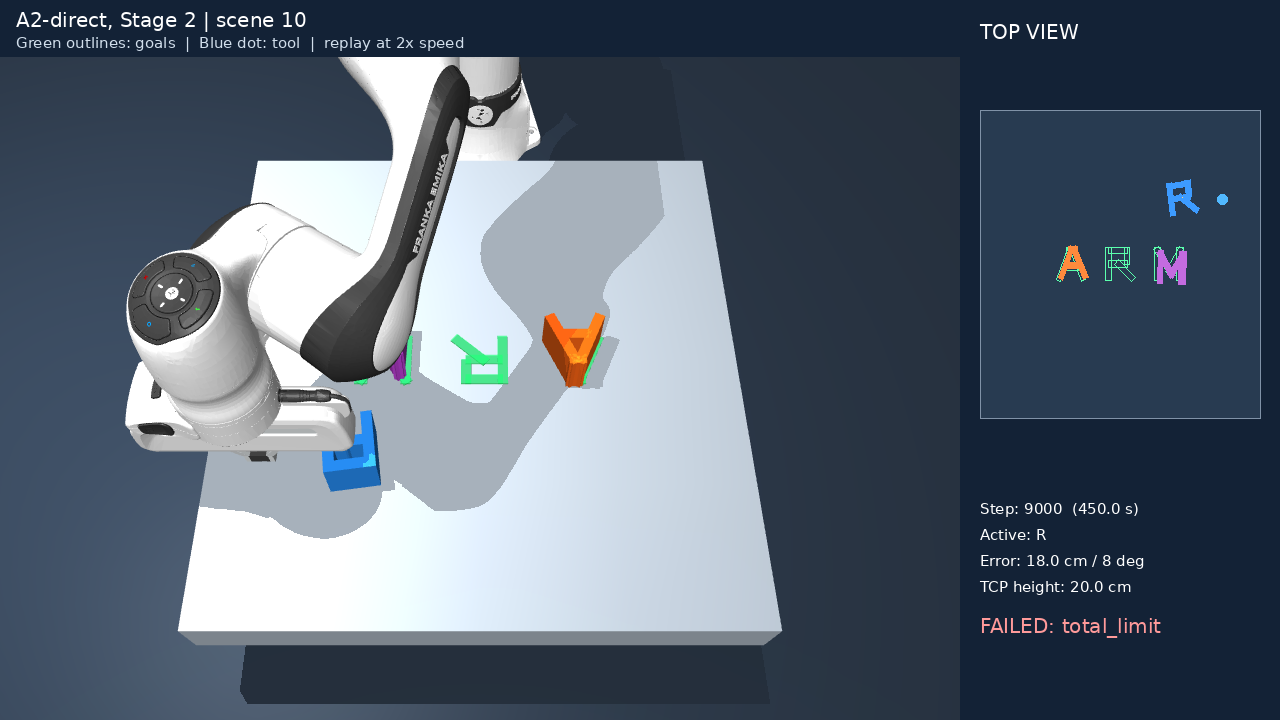 A2-direct, Stage 2 | scene 10
Green outlines: goals | Blue dot: tool | replay at 2x speed
TOP VIEW
FRANKA EMIKA
R
A R M
R A
Step: 9000 (450.0 s)
Active: R
Error: 18.0 cm / 8 deg
TCP height: 20.0 cm
FAILED: total_limit